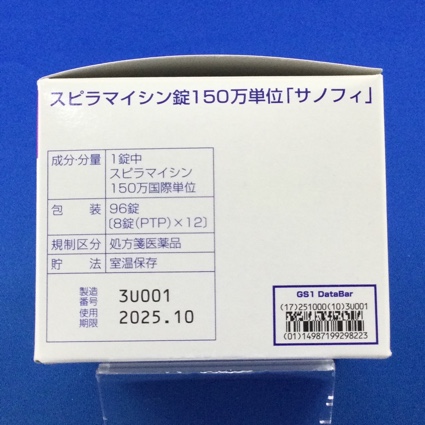 スピラマイシン錠150万単位「サノフィ」
成分・分量 1錠中
スピラマイシン
150万国際単位
包装 96錠
〔8錠(PTP)×12〕
規制区分 処方箋医薬品
貯法 室温保存
製造番号 3U001
使用期限 2025.10
GS1 DataBar
(17)251000(10)3U001
(01)14987199298223